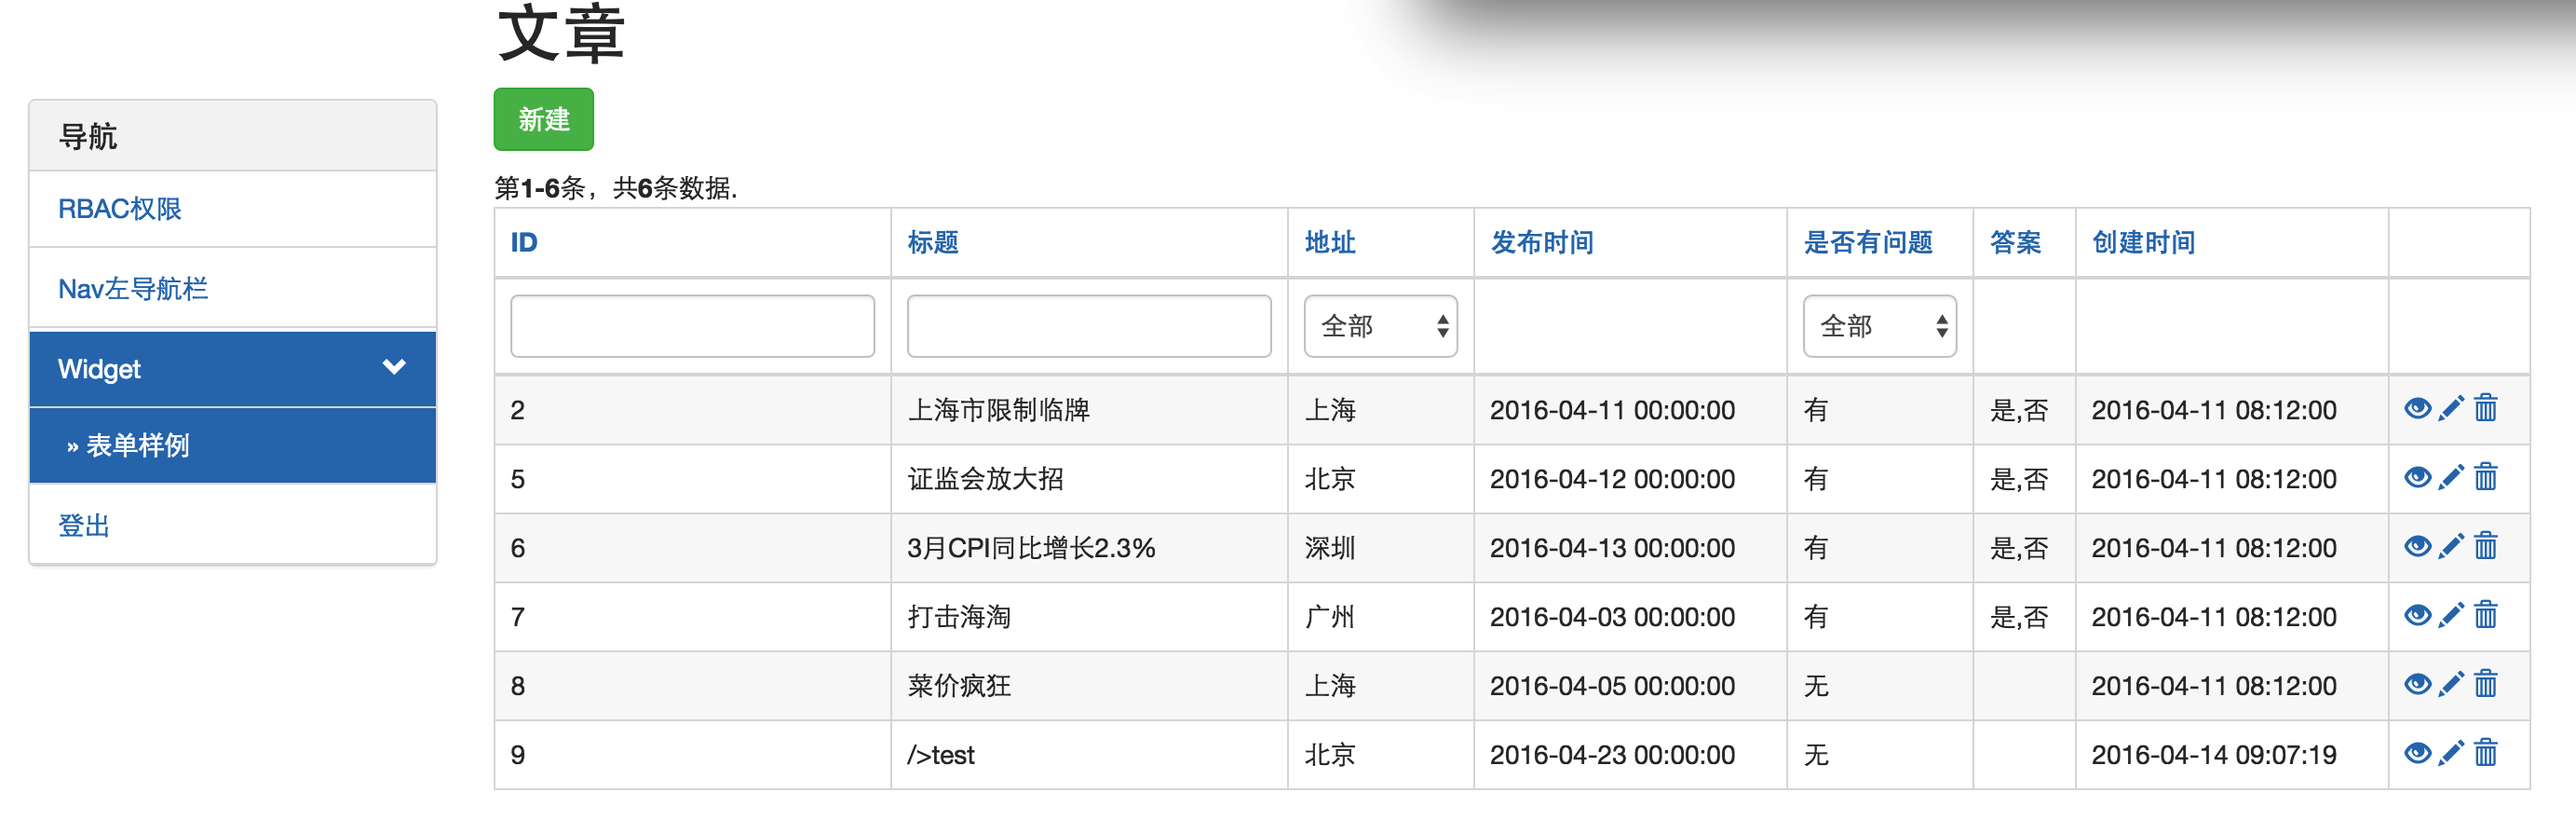 文章
新建
导航
RBAC权限
Nav左导航栏
Widget
» 表单样例
登出
第1-6条，共6条数据.
ID 标题 地址 发布时间 是否有问题 答案 创建时间
全部 全部
2 上海市限制临牌 上海 2016-04-11 00:00:00 有 是,否 2016-04-11 08:12:00
5 证监会放大招 北京 2016-04-12 00:00:00 有 是,否 2016-04-11 08:12:00
6 3月CPI同比增长2.3% 深圳 2016-04-13 00:00:00 有 是,否 2016-04-11 08:12:00
7 打击海淘 广州 2016-04-03 00:00:00 有 是,否 2016-04-11 08:12:00
8 菜价疯狂 上海 2016-04-05 00:00:00 无 2016-04-11 08:12:00
9 />test 北京 2016-04-23 00:00:00 无 2016-04-14 09:07:19